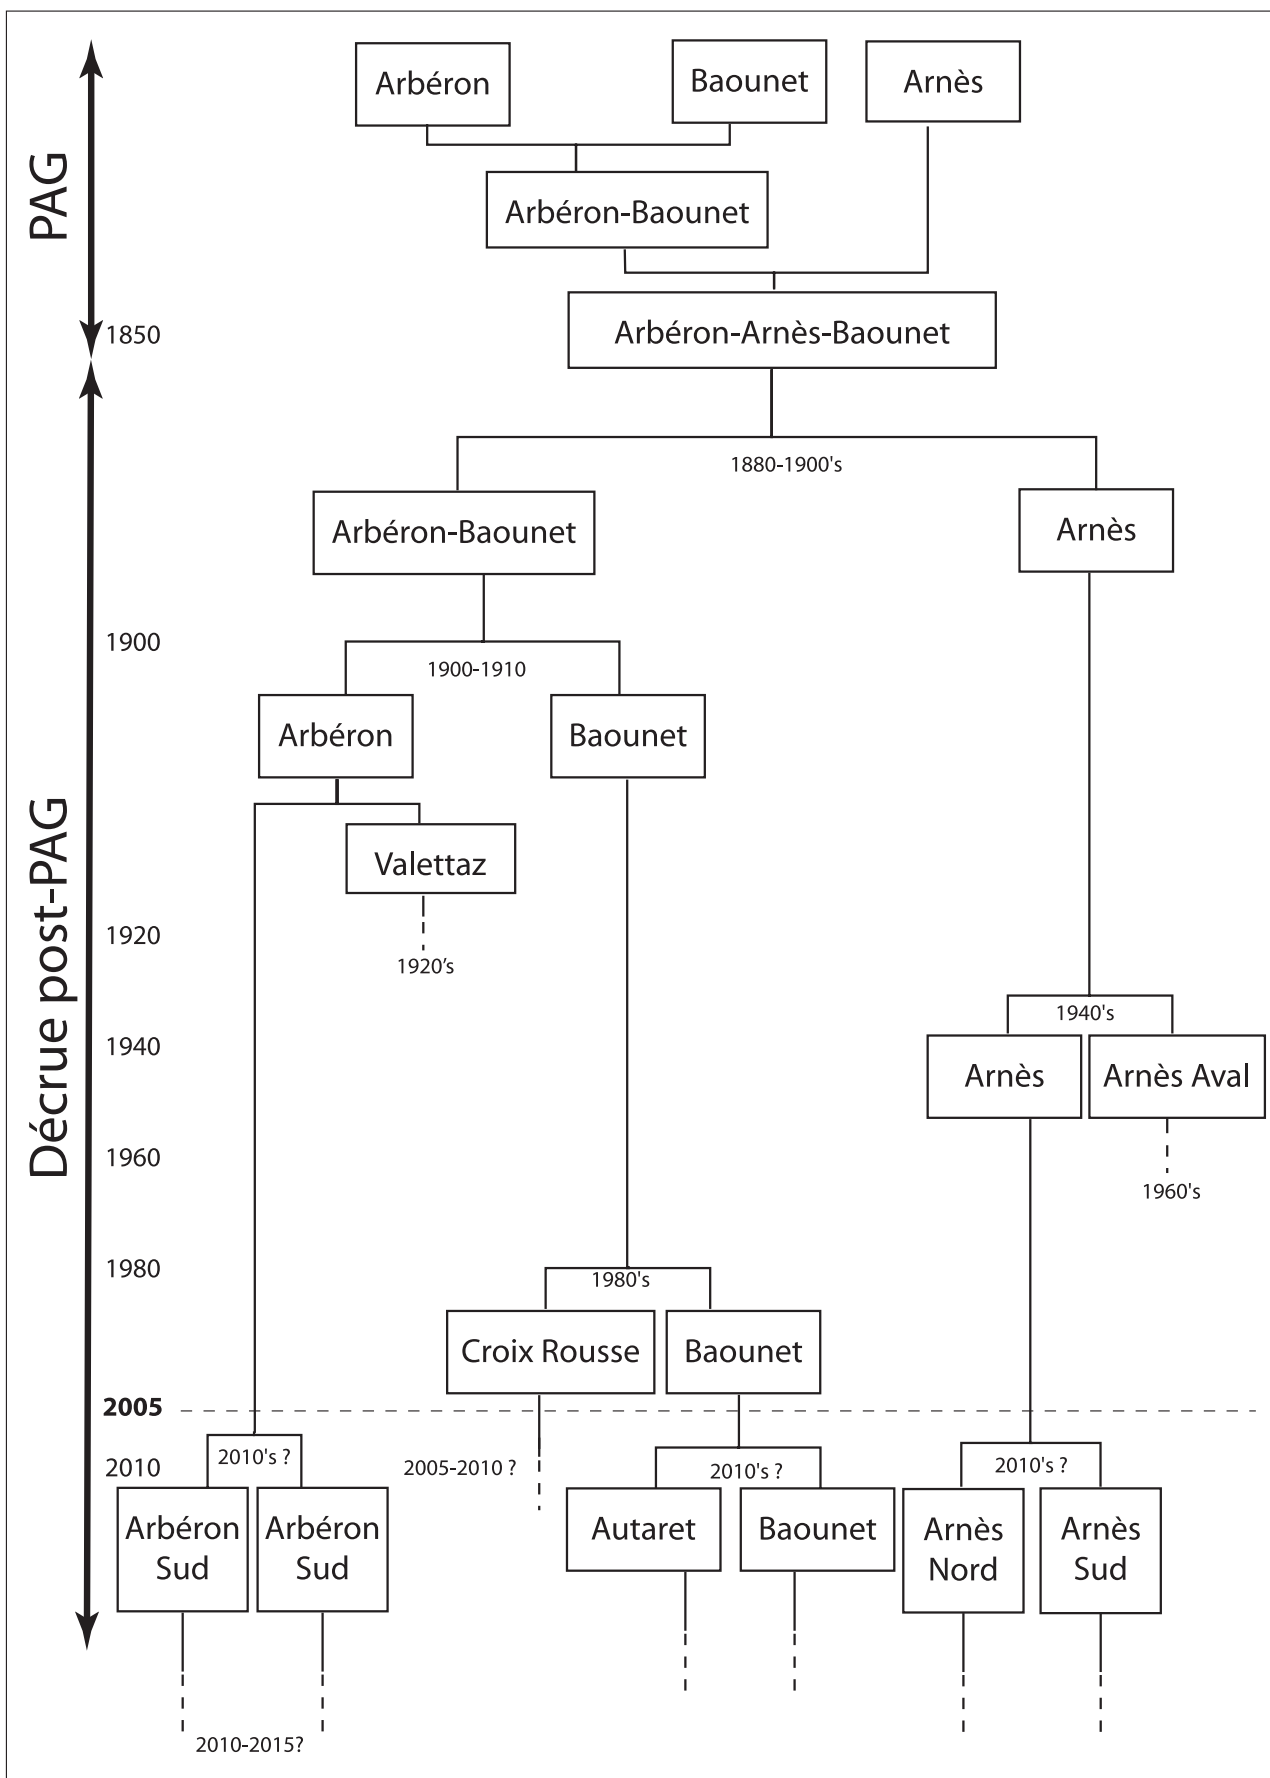 PAG
Décrue post-PAG
Arbéron
Baounet
Arnès
Arbéron-Baounet
Arbéron-Arnès-Baounet
1850
1880-1900's
Arbéron-Baounet
Arnès
1900
1900-1910
Arbéron
Baounet
Valettaz
1920
1920's
1940's
1940
Arnès
Arnès Aval
1960
1960's
1980
1980's
Croix Rousse
Baounet
2005
2010's ?
2010
2005-2010 ?
2010's ?
2010's ?
Arbéron
Sud
Arbéron
Sud
Autaret
Baounet
Arnès
Nord
Arnès
Sud
2010-2015?